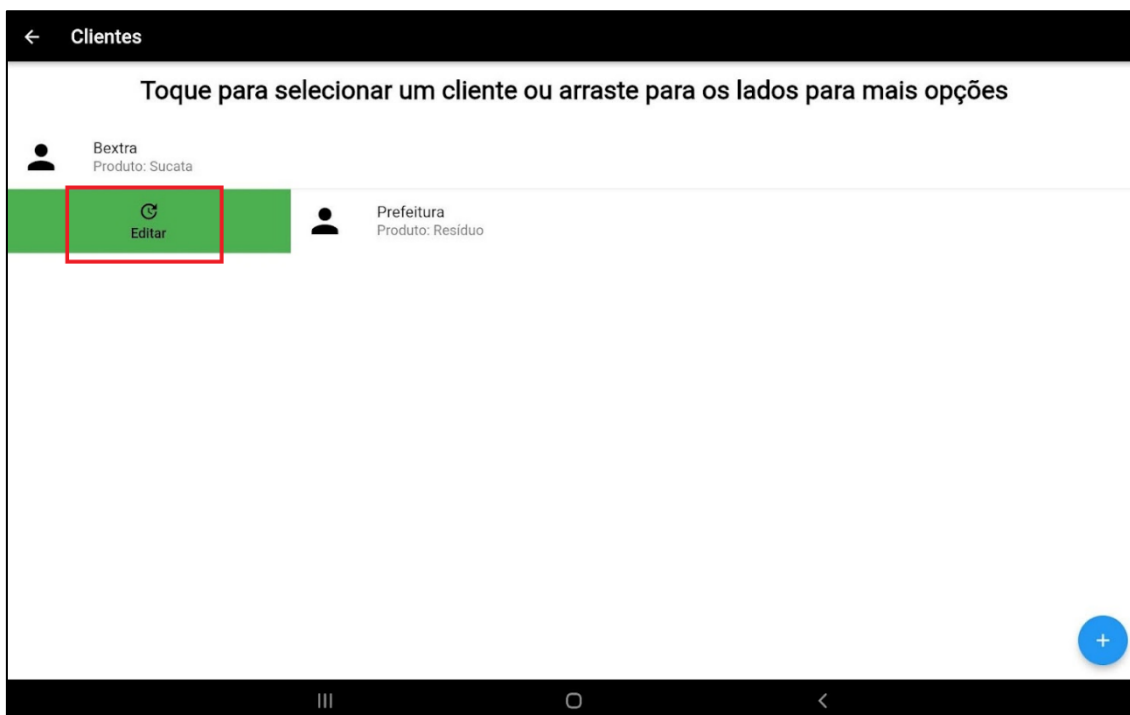 Clientes
Toque para selecionar um cliente ou arraste para os lados para mais opções
Bextra
Produto: Sucata
Editar
Prefeitura
Produto: Resíduo